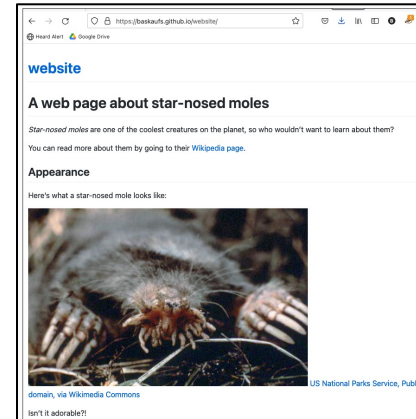 https://baskaufs.github.io/website/
Heard Alert Google Drive
website
A web page about star-nosed moles
Star-nosed moles are one of the coolest creatures on the planet, so who wouldn't want to learn about them?
You can read more about them by going to their Wikipedia page.
Appearance
Here's what a star-nosed mole looks like:
US National Parks Service, Publ
domain, via Wikimedia Commons
Isn't it adorable?!